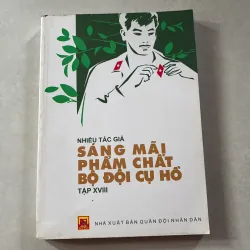 NHIỀU TÁC GIẢ
SÁNG MÃI
PHẨM CHẤT
BỘ ĐỘI CỤ HỒ
TẬP XVIII
NHÀ XUẤT BẢN QUÂN ĐỘI NHÂN DÂN